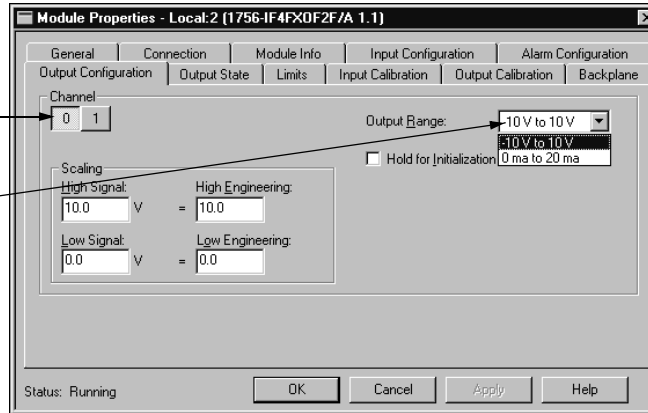 Module Properties - Local:2 (1756-IF4FXOF2F/A 1.1)
General Connection Module Info Input Configuration Alarm Configuration
Output Configuration Output State Limits Input Calibration Output Calibration Backplane
Channel
0 1
Output Range: -10 V to 10 V
-10 V to 10 V
0 ma to 20 ma
Hold for Initialization
Scaling
High Signal: High Engineering:
10.0 V = 10.0
Low Signal: Low Engineering:
0.0 V = 0.0
Status: Running OK Cancel Apply Help